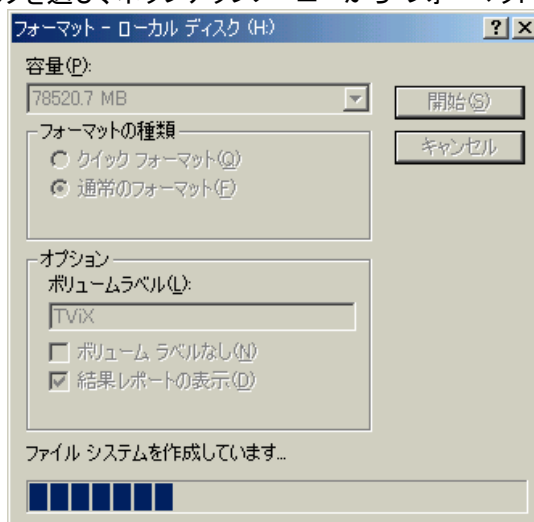 フォーマット - ローカル ディスク (H:)
容量(P):
78520.7 MB
開始(S)
フォーマットの種類
キャンセル
クイック フォーマット(Q)
通常のフォーマット(F)
オプション
ボリュームラベル(L):
TViX
ボリューム ラベルなし(N)
結果レポートの表示(D)
ファイル システムを作成しています...